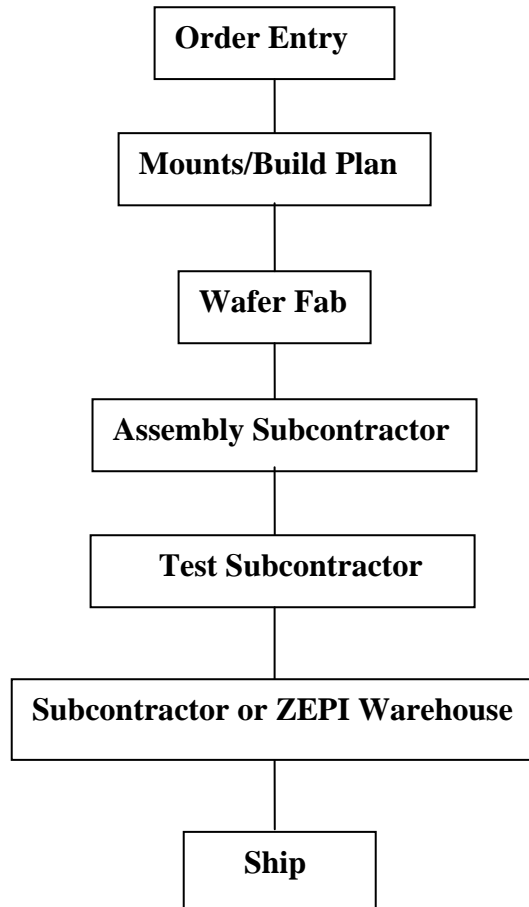 Order Entry
Mounts/Build Plan
Wafer Fab
Assembly Subcontractor
Test Subcontractor
Subcontractor or ZEPI Warehouse
Ship